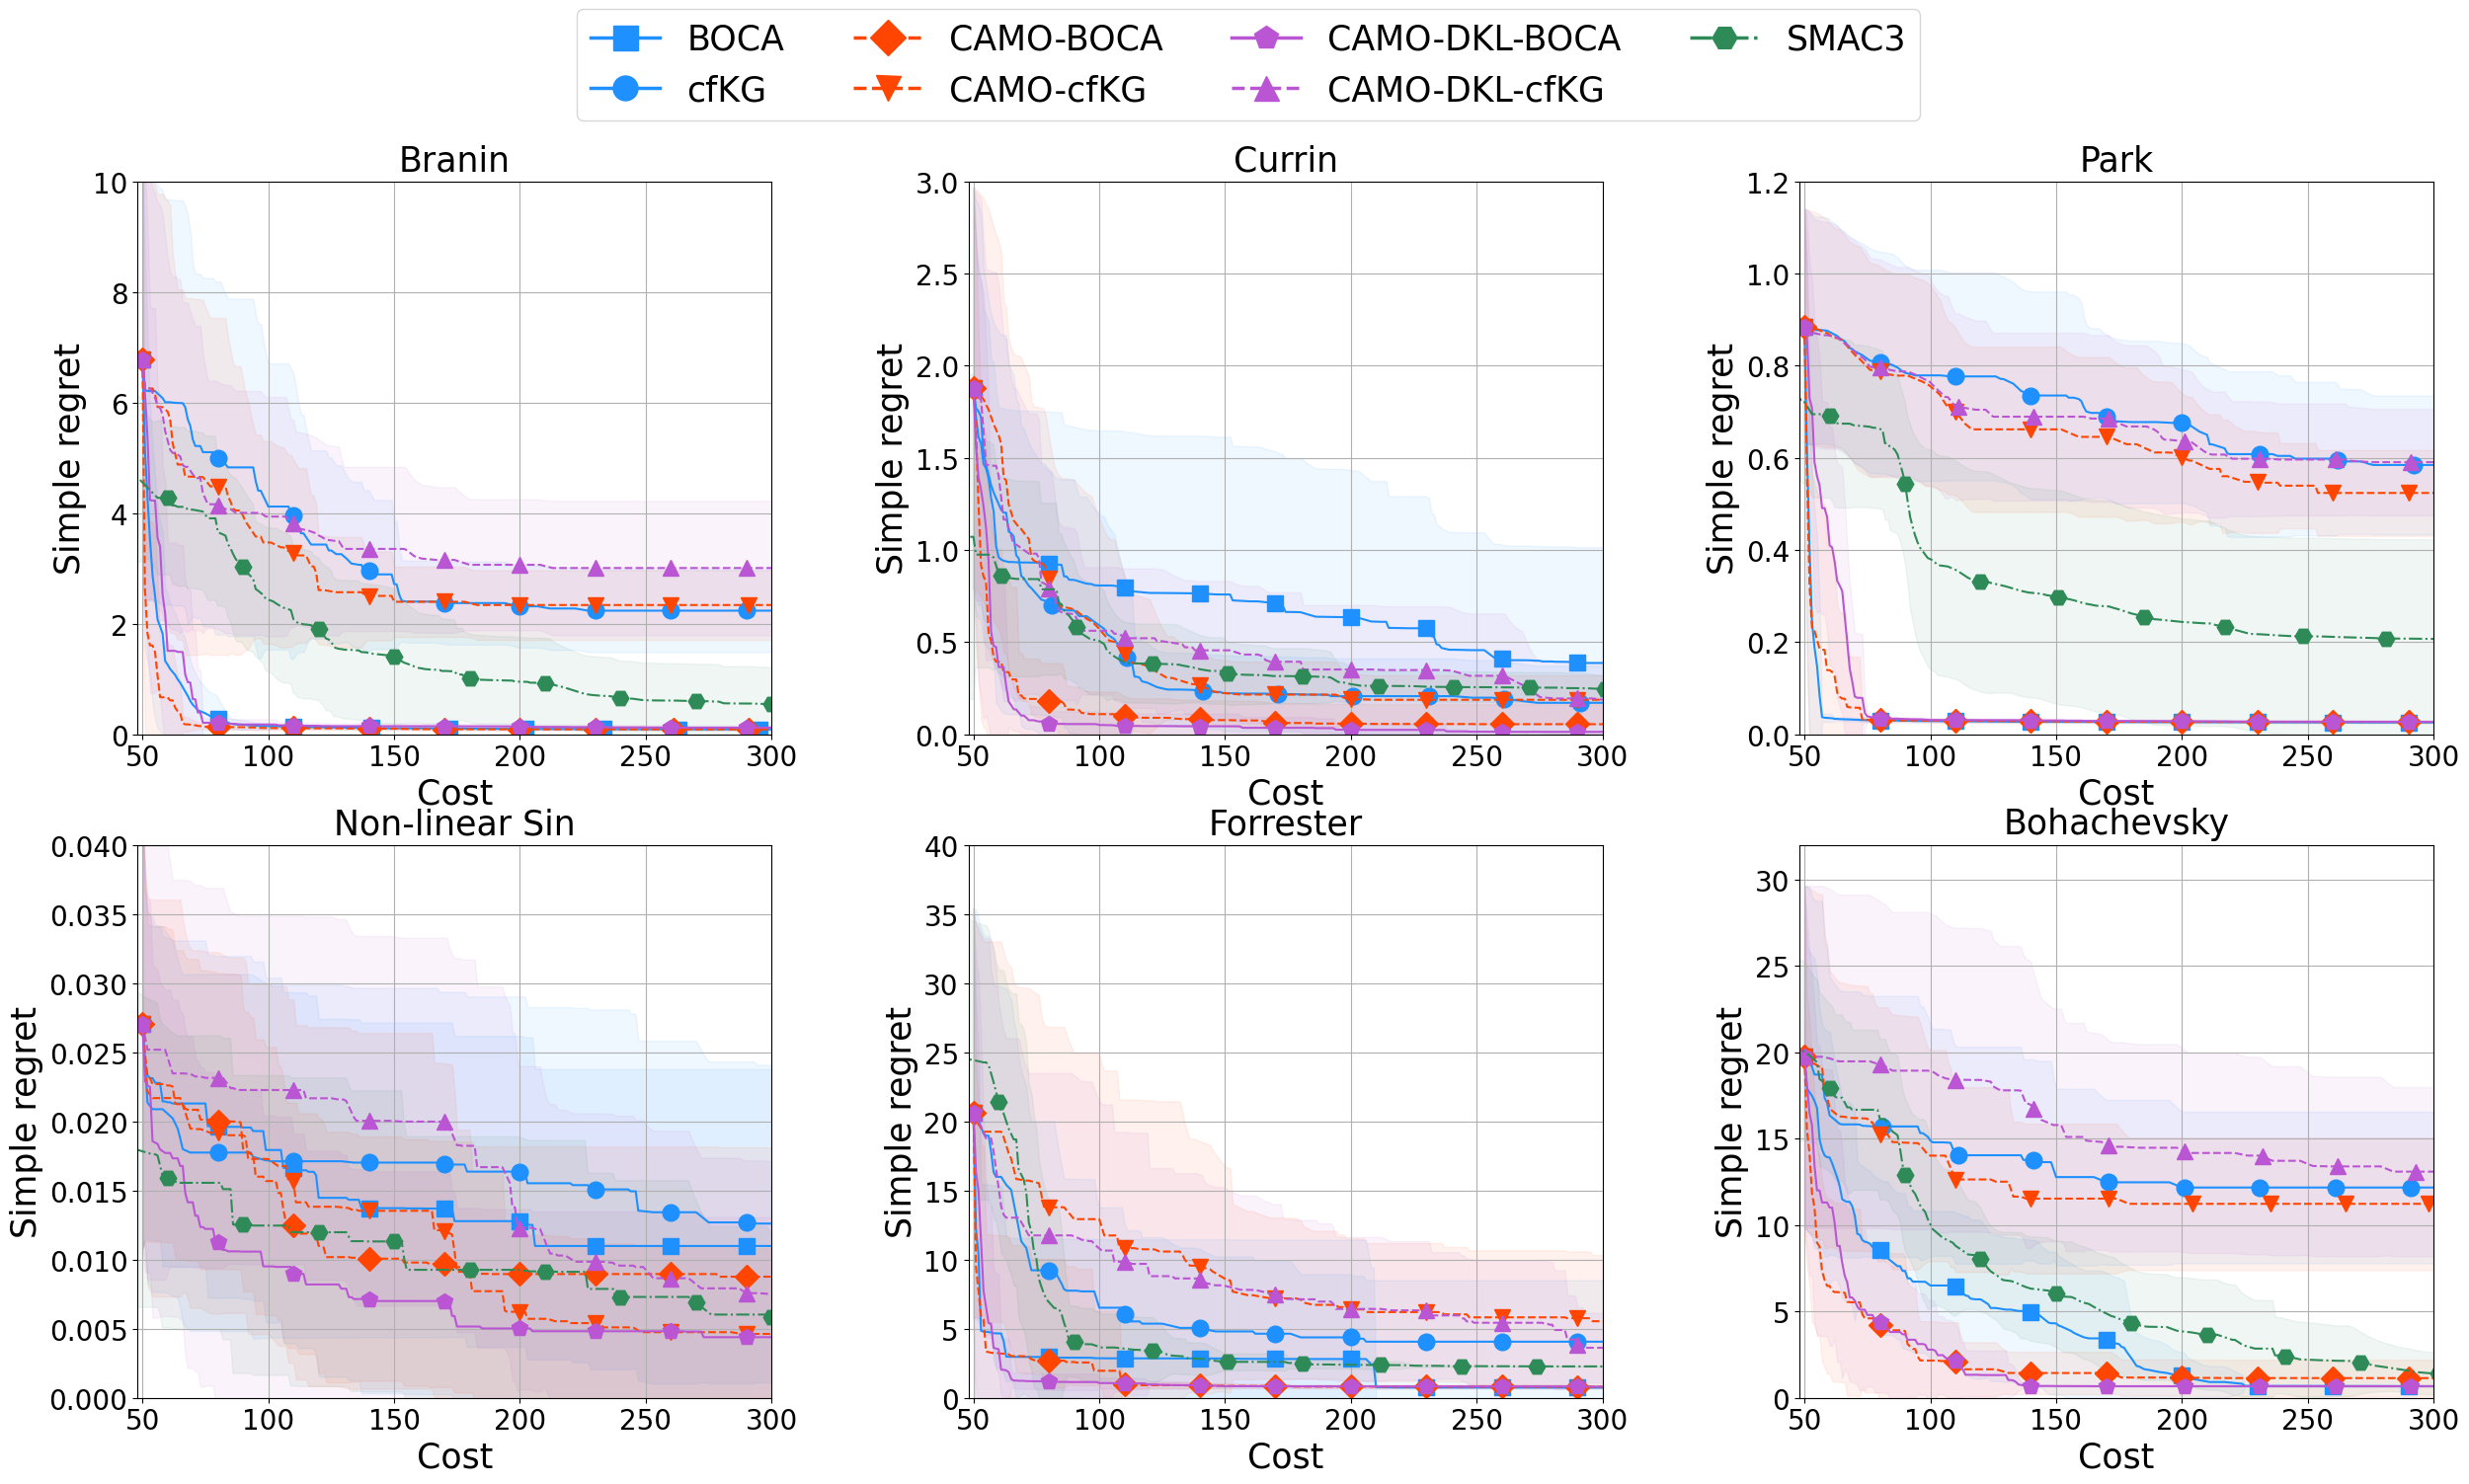 BOCA CAMO-BOCA CAMO-DKL-BOCA SMAC3
cfKG CAMO-cfKG CAMO-DKL-cfKG
Branin
Simple regret
10
8
6
4
2
0
50 100 150 200 250 300
Cost
Currin
Simple regret
3.0
2.5
2.0
1.5
1.0
0.5
0.0
50 100 150 200 250 300
Cost
Park
Simple regret
1.2
1.0
0.8
0.6
0.4
0.2
0.0
50 100 150 200 250 300
Cost
Non-linear Sin
Simple regret
0.040
0.035
0.030
0.025
0.020
0.015
0.010
0.005
0.000
50 100 150 200 250 300
Cost
Forrester
Simple regret
40
35
30
25
20
15
10
5
0
50 100 150 200 250 300
Cost
Bohachevsky
Simple regret
30
25
20
15
10
5
0
50 100 150 200 250 300
Cost